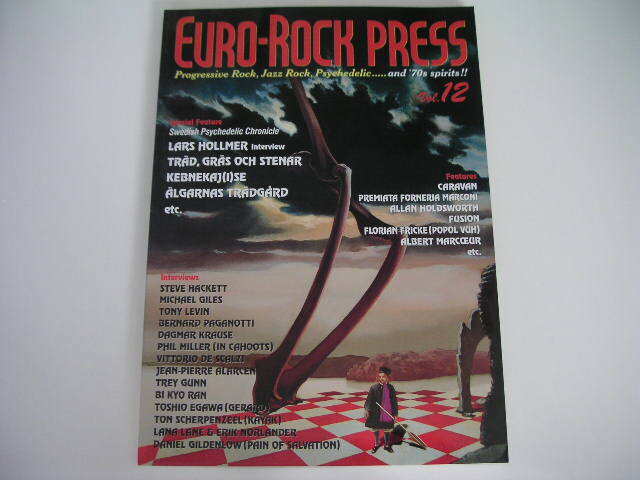 EURO-ROCK PRESS
Progressive Rock, Jazz Rock, Psychedelic.....and '70s spirits!!
Vol.12
Special Feature
Swedish Psychedelic Chronicle
LARS HOLLMER Interview
TRÄD, GRÄS OCH STENAR
KEBNEKAJ(I)SE
ÄLGARNAS TRÄDGÅRD
etc.
Features
CARAVAN
PREMIATA FORNERIA MARCONI
ALLAN HOLDSWORTH
FUSION
FLORIAN FRICKE (POPOL VUH)
ALBERT MARCŒUR
etc.
Interviews
STEVE HACKETT
MICHAEL GILES
TONY LEVIN
BERNARD PAGANOTTI
DAGMAR KRAUSE
PHIL MILLER (IN CAHOOTS)
VITTORIO DE SCALZI
JEAN-PIERRE ALARCEN
TREY GUNN
BI KYO RAN
TOSHIO EGAWA (GERARD)
TON SCHERPENZEEL (KAYAK)
LANA LANE & ERIK NORLANDER
DANIEL GILDENLOW (PAIN OF SALVATION)